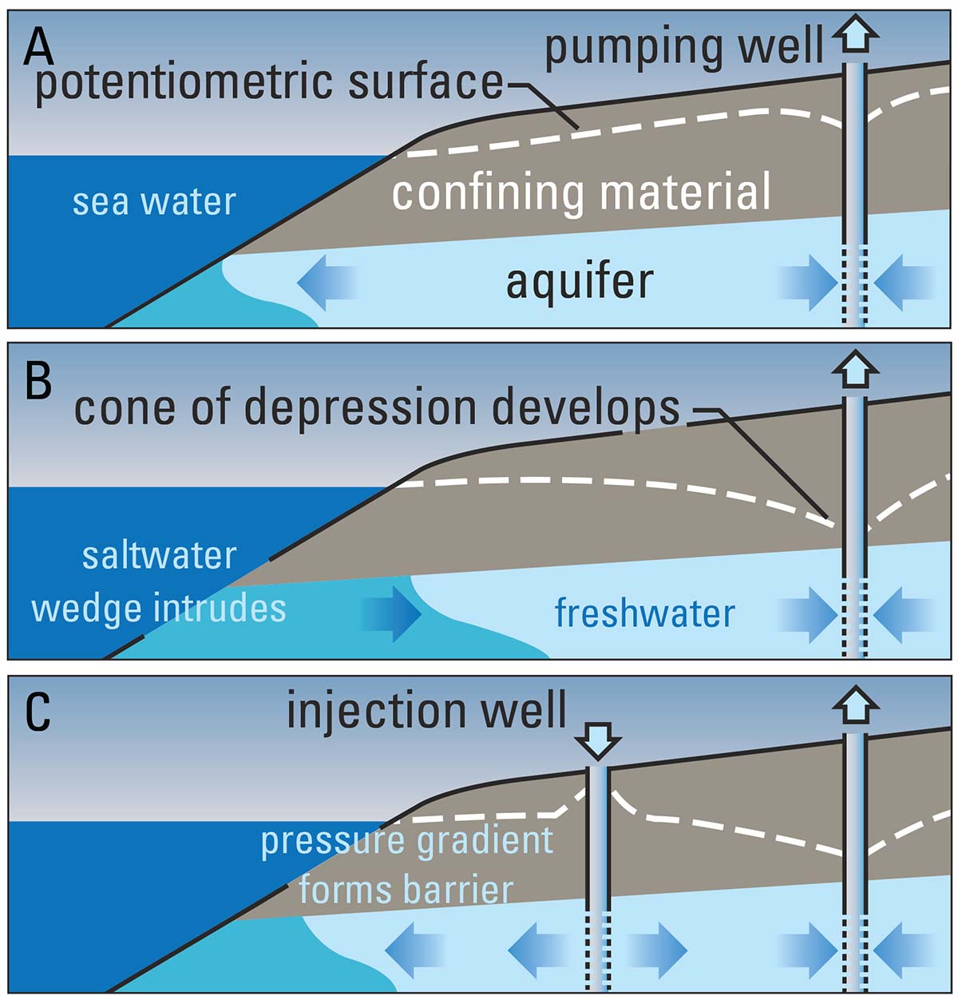 A
pumping well
potentiometric surface
sea water
confining material
aquifer
B
cone of depression develops
saltwater
wedge intrudes
freshwater
C
injection well
pressure gradient
forms barrier